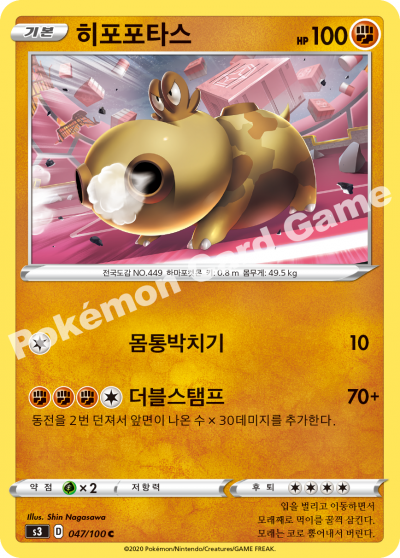 기본 히포포타스 HP 100
전국도감 NO.449 하마포켓몬 키: 0.8 m 몸무게: 49.5 kg
몸통박치기 10
더블스탬프 70+
동전을 2번 던져서 앞면이 나온 수 × 30데미지를 추가한다.
약점 ×2 저항력 후퇴
Illus. Shin Nagasawa
입을 벌리고 이동하면서
모래째로 먹이를 꿀꺽 삼킨다.
모래는 코로 뿜어내서 버린다.
s3 D 047/100 C
©2020 Pokémon/Nintendo/Creatures/GAME FREAK.
Pokémon Card Game